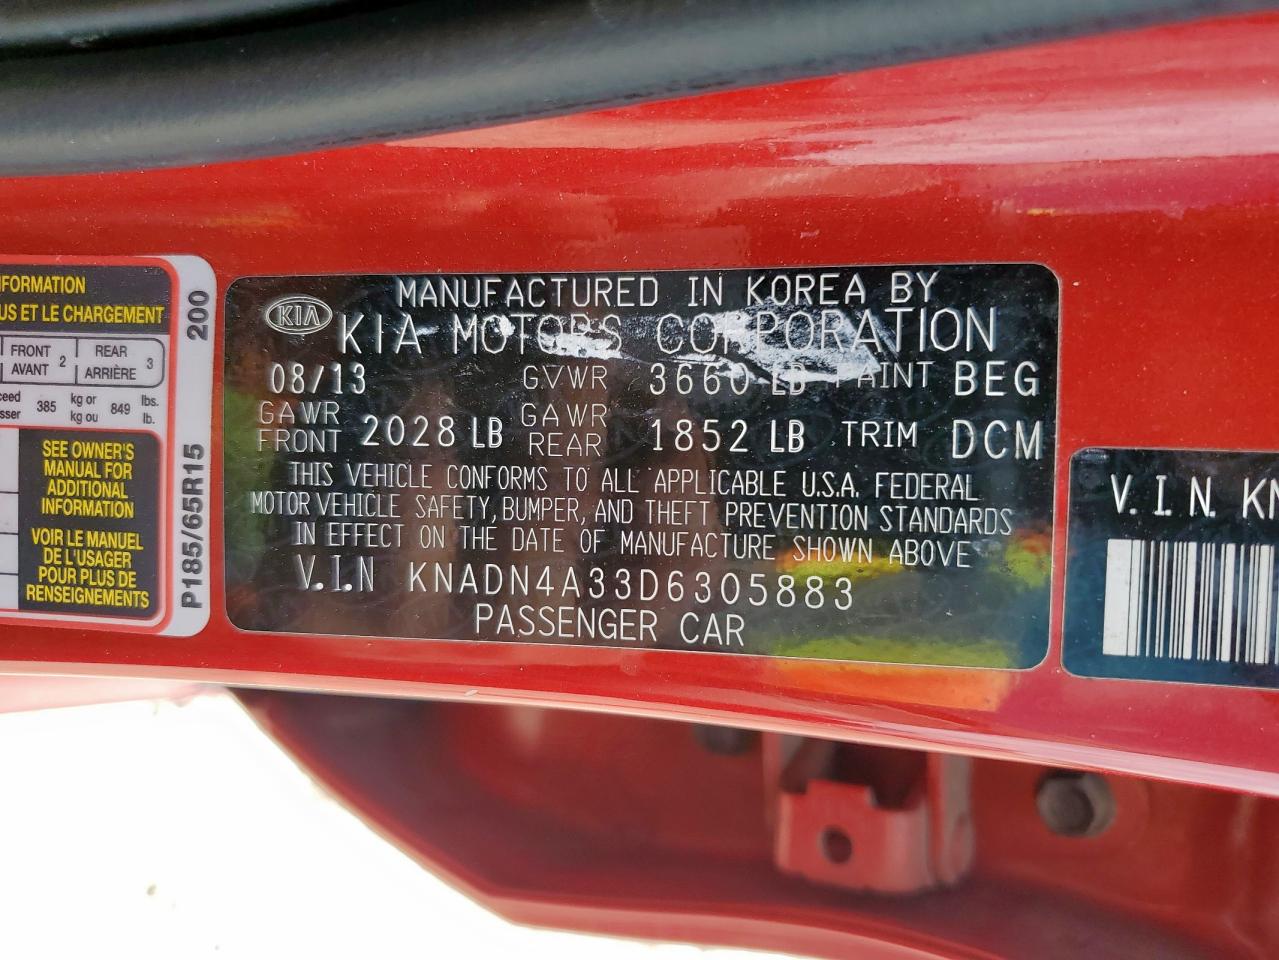 NFORMATION
US ET LE CHARGEMENT
FRONT 2 REAR 3
AVANT ARRIÈRE
ceed 385 kg or 849 lbs.
sser kg ou lb.
SEE OWNER'S
MANUAL FOR
ADDITIONAL
INFORMATION
VOIR LE MANUEL
DE L'USAGER
POUR PLUS DE
RENSEIGNEMENTS
P185/65R15 200
MANUFACTURED IN KOREA BY
KIA KIA MOTORS CORPORATION
08/13 GVWR 3660 LB PAINT BEG
GAWR FRONT 2028 LB GAWR REAR 1852 LB TRIM DCM
THIS VEHICLE CONFORMS TO ALL APPLICABLE U.S.A. FEDERAL
MOTOR VEHICLE SAFETY, BUMPER, AND THEFT PREVENTION STANDARDS
IN EFFECT ON THE DATE OF MANUFACTURE SHOWN ABOVE
V.I.N KNADN4A33D6305883
PASSENGER CAR
V.I.N. KN